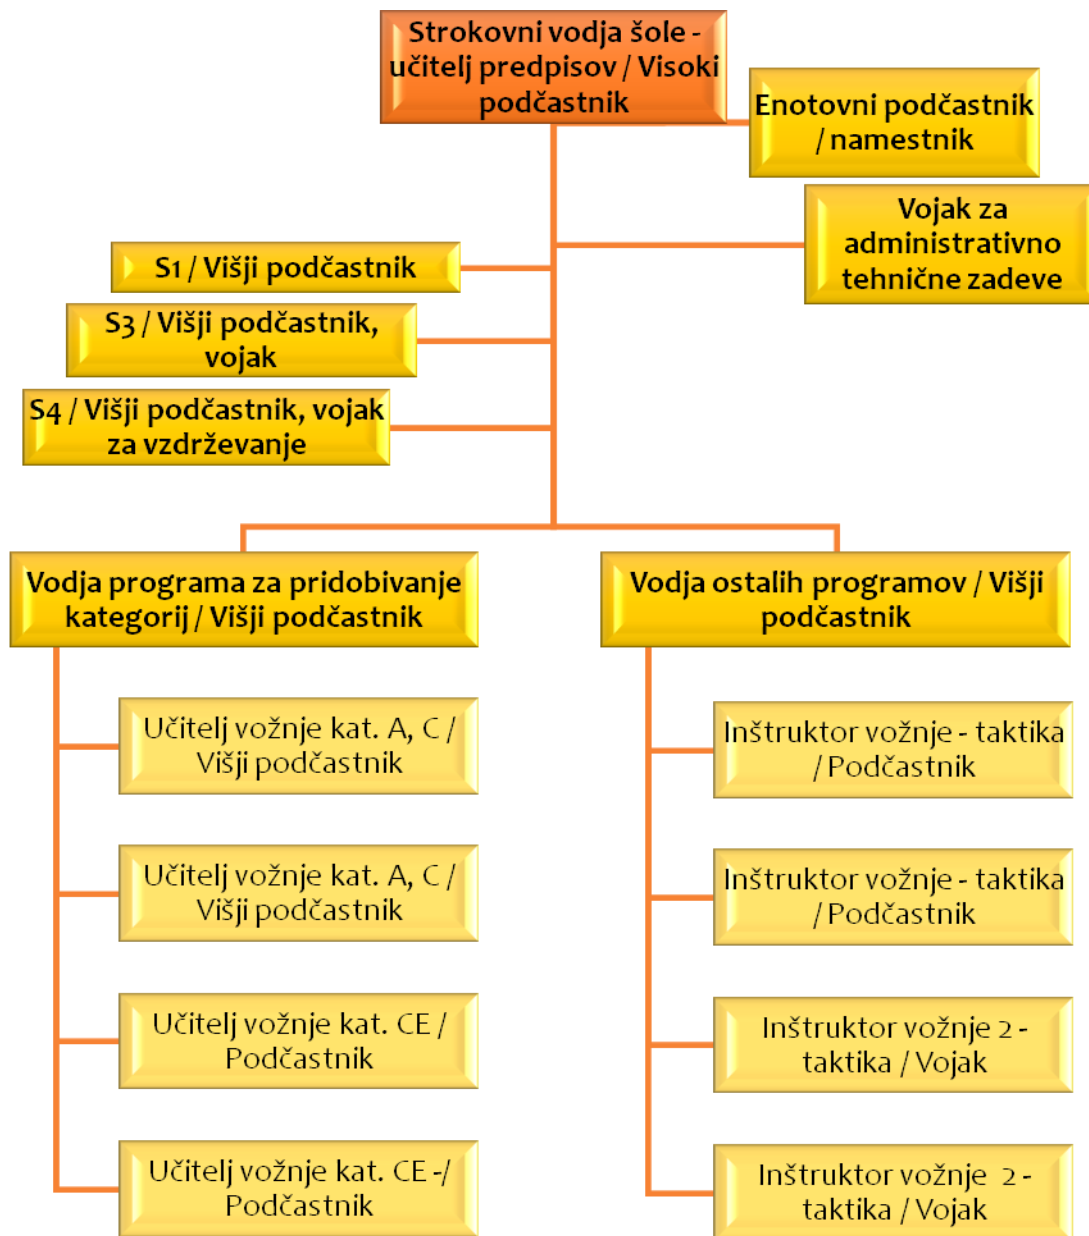 Strokovni vodja šole -
učitelj predpisov / Visoki
podčastnik
Enotovni podčastnik
/ namestnik
Vojak za
administrativno
tehnične zadeve
S1 / Višji podčastnik
S3 / Višji podčastnik,
vojak
S4 / Višji podčastnik, vojak
za vzdrževanje
Vodja programa za pridobivanje
kategorij / Višji podčastnik
Učitelj vožnje kat. A, C /
Višji podčastnik
Učitelj vožnje kat. A, C /
Višji podčastnik
Učitelj vožnje kat. CE /
Podčastnik
Učitelj vožnje kat. CE -/
Podčastnik
Vodja ostalih programov / Višji
podčastnik
Inštruktor vožnje - taktika
/ Podčastnik
Inštruktor vožnje - taktika
/ Podčastnik
Inštruktor vožnje 2 -
taktika / Vojak
Inštruktor vožnje  2 -
taktika / Vojak